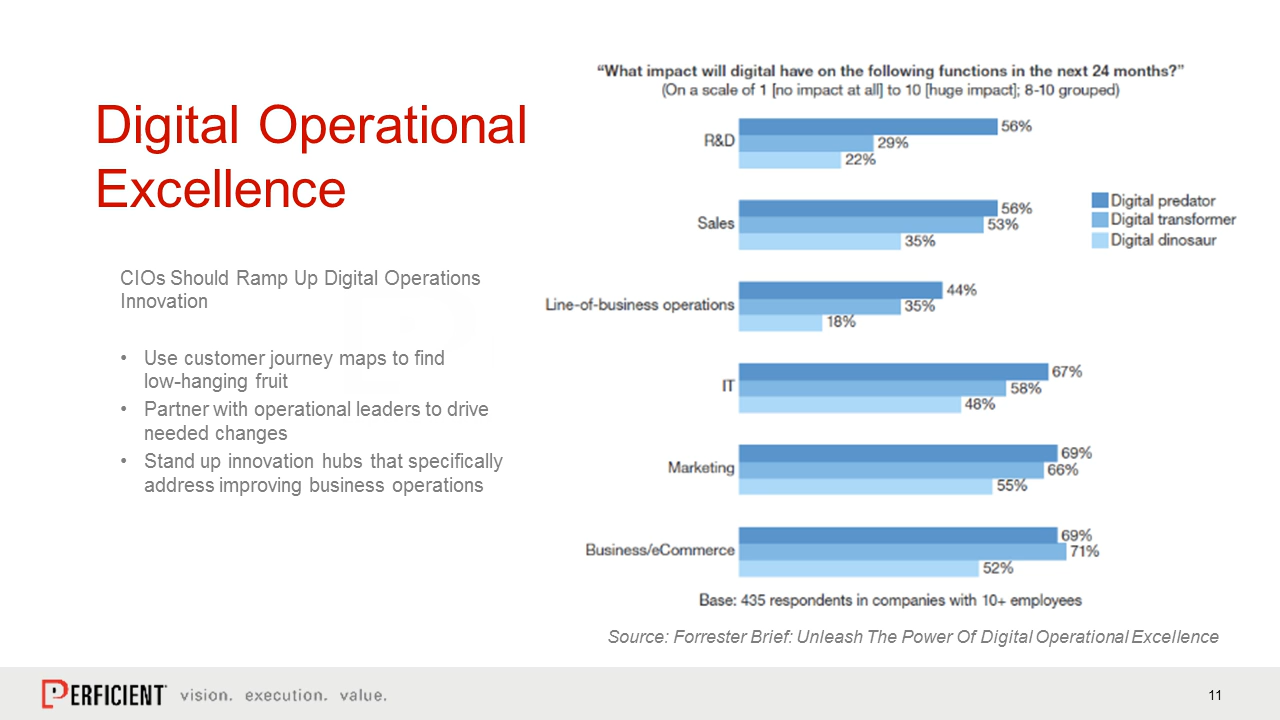 Digital Operational
Excellence
CIOs Should Ramp Up Digital Operations
Innovation
• Use customer journey maps to find
low-hanging fruit
• Partner with operational leaders to drive
needed changes
• Stand up innovation hubs that specifically
address improving business operations
“What impact will digital have on the following functions in the next 24 months?”
(On a scale of 1 [no impact at all] to 10 [huge impact]; 8-10 grouped)
R&D
56%
29%
22%
Sales
56%
53%
35%
Line-of-business operations
44%
35%
18%
IT
67%
58%
48%
Marketing
69%
66%
55%
Business/eCommerce
69%
71%
52%
Digital predator
Digital transformer
Digital dinosaur
Base: 435 respondents in companies with 10+ employees
Source: Forrester Brief: Unleash The Power Of Digital Operational Excellence
PERFICIENT vision. execution. value.
11